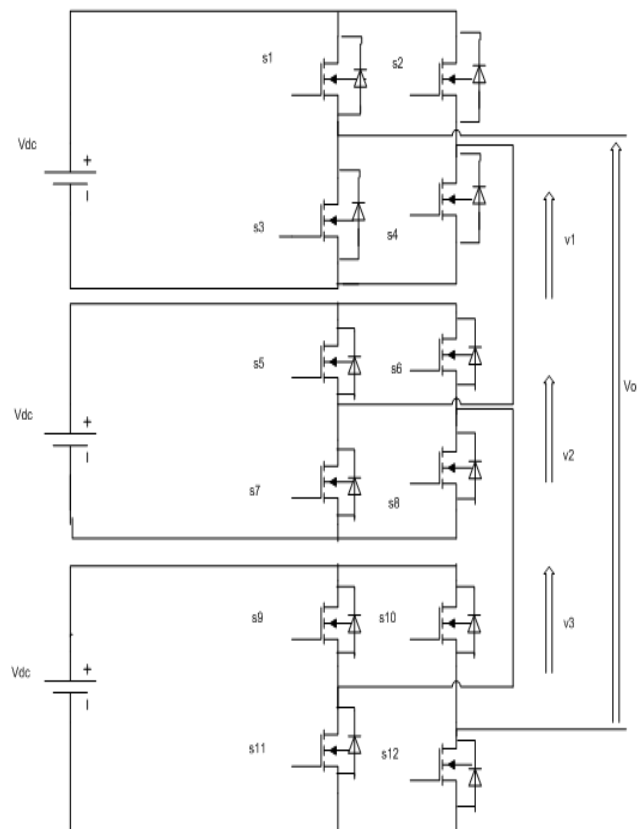 s1
s2
Vdc
+
s3
s4
v1
s5
s6
Vdc
+
Vo
s7
s8
v2
s9
s10
v3
Vdc
+
s11
s12